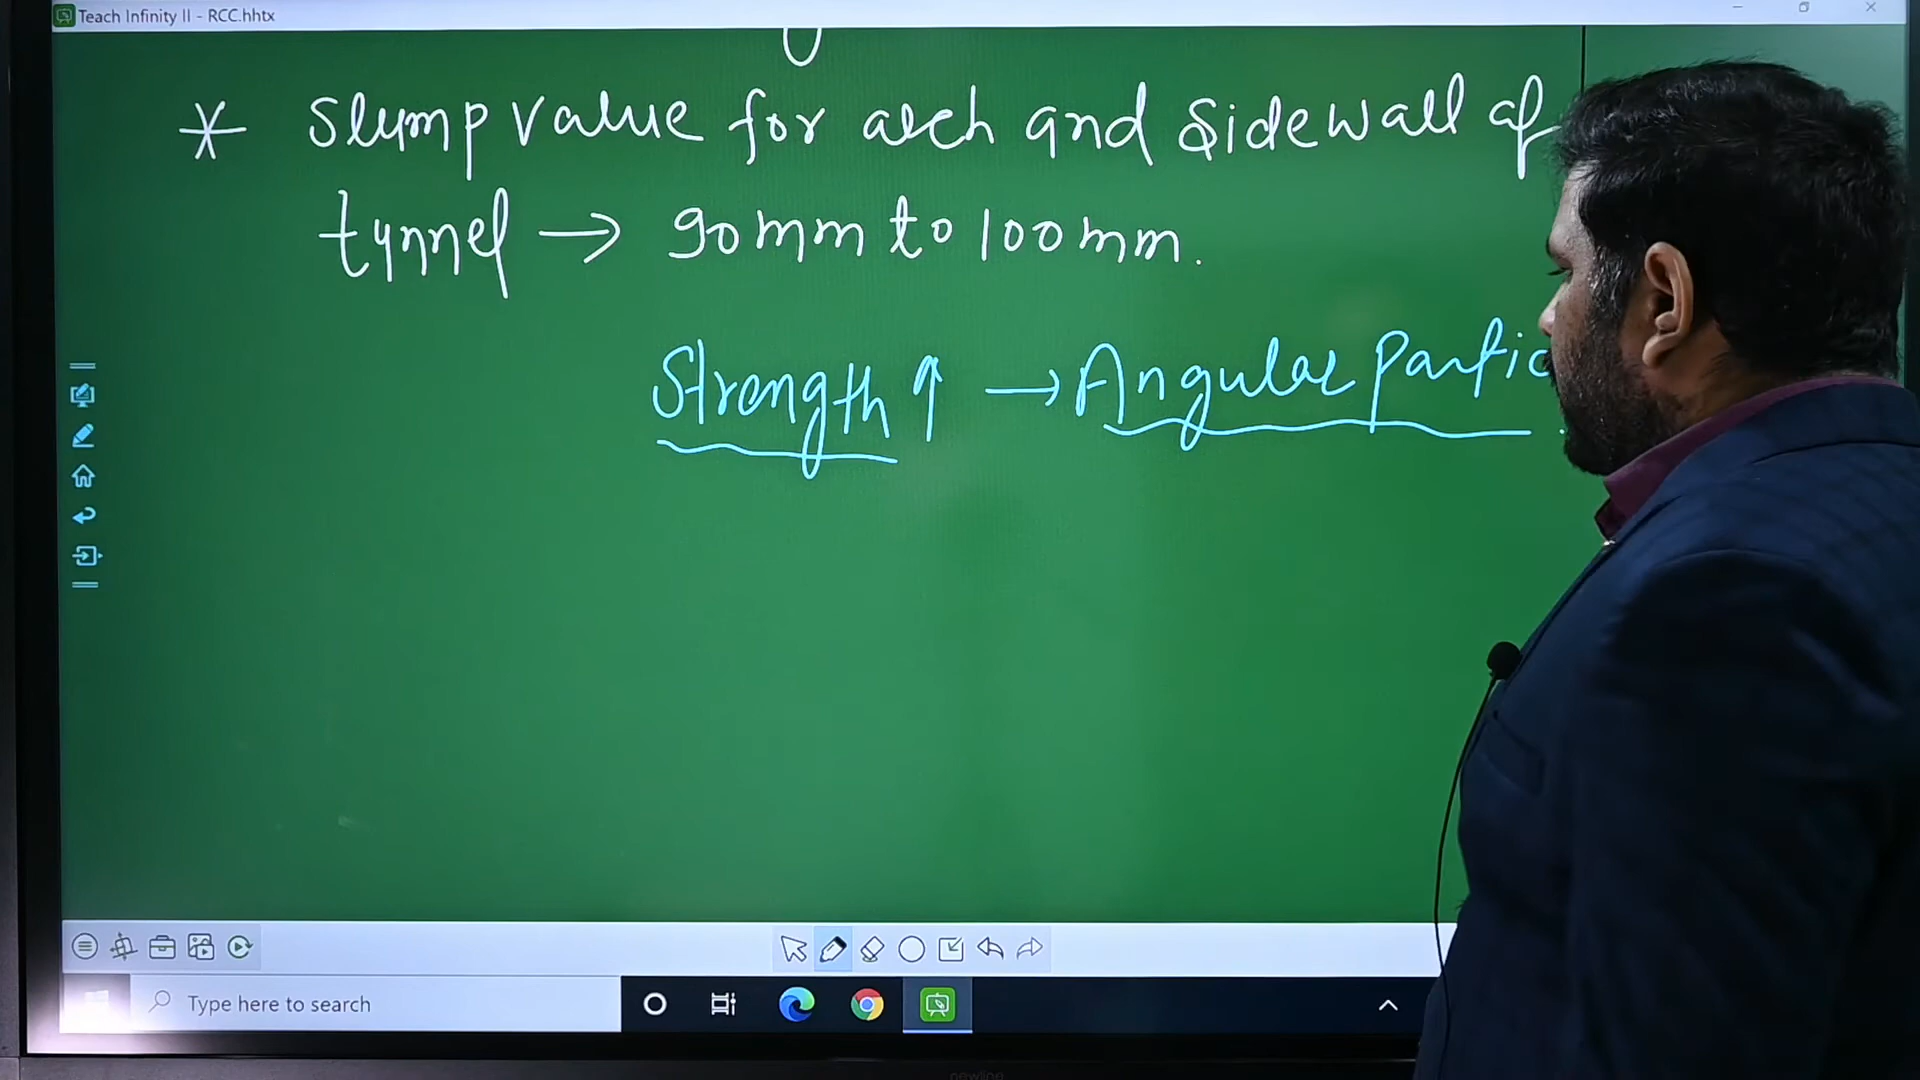 Teach Infinity II - RCC.hhtx
* Slump value for arch and sidewall of
tunnel → 90mm to 100mm.
Strength ↑ → Angular Partic
Type here to search
newline